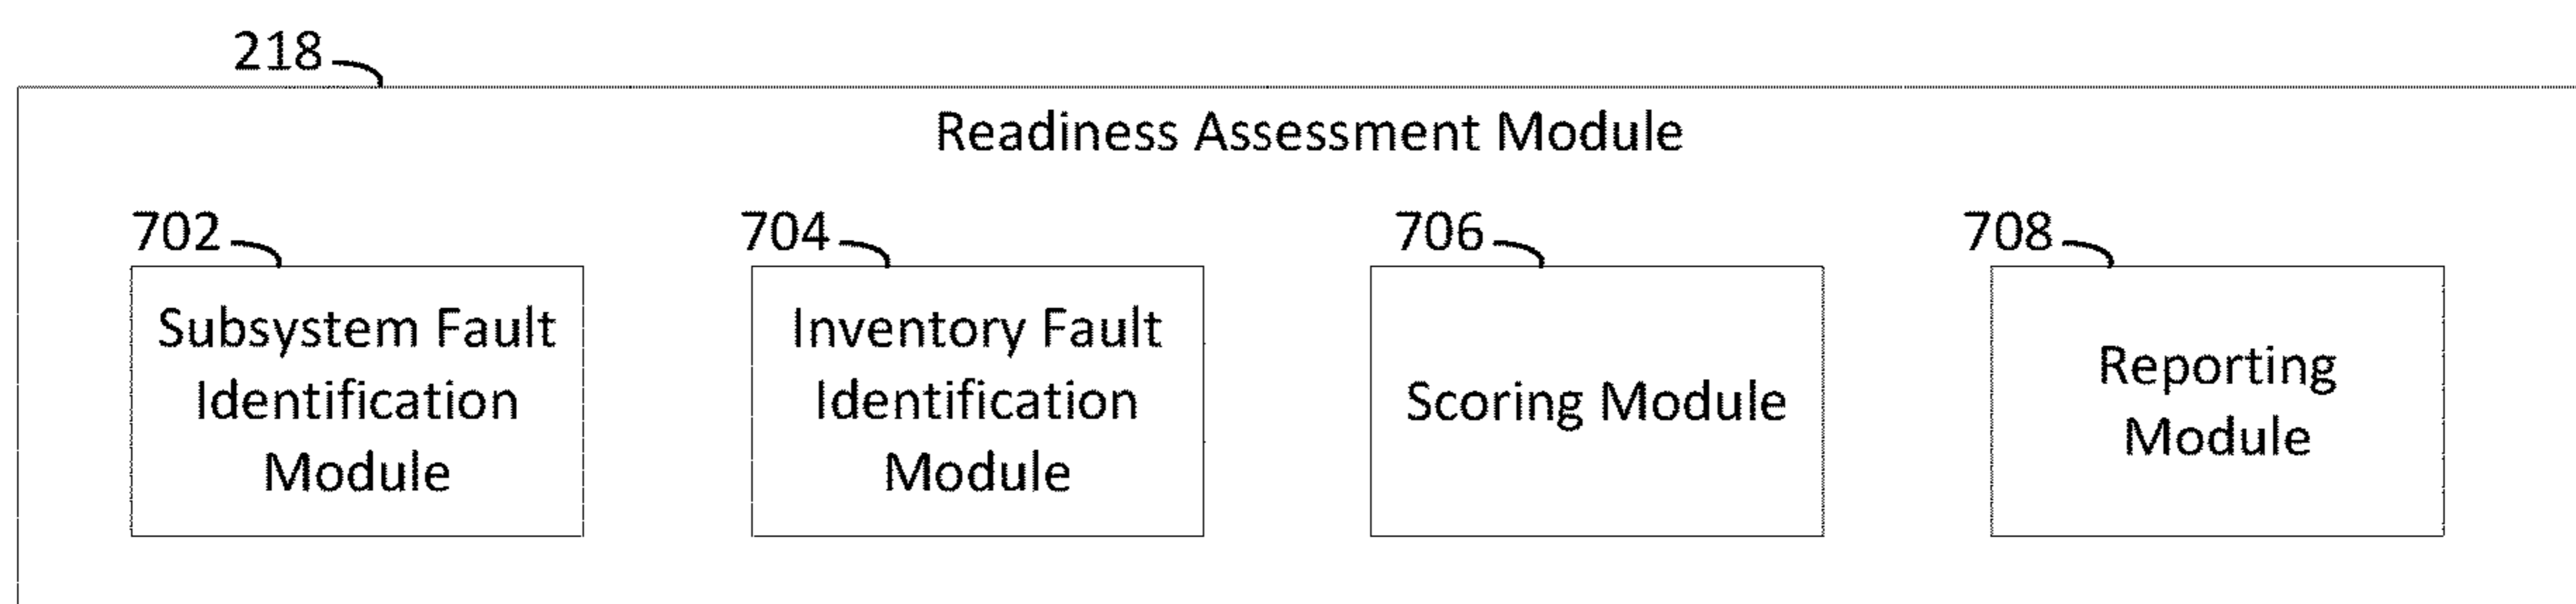 218
Readiness Assessment Module
702
704
706
708
Subsystem Fault
Identification
Module
Inventory Fault
Identification
Module
Scoring Module
Reporting
Module